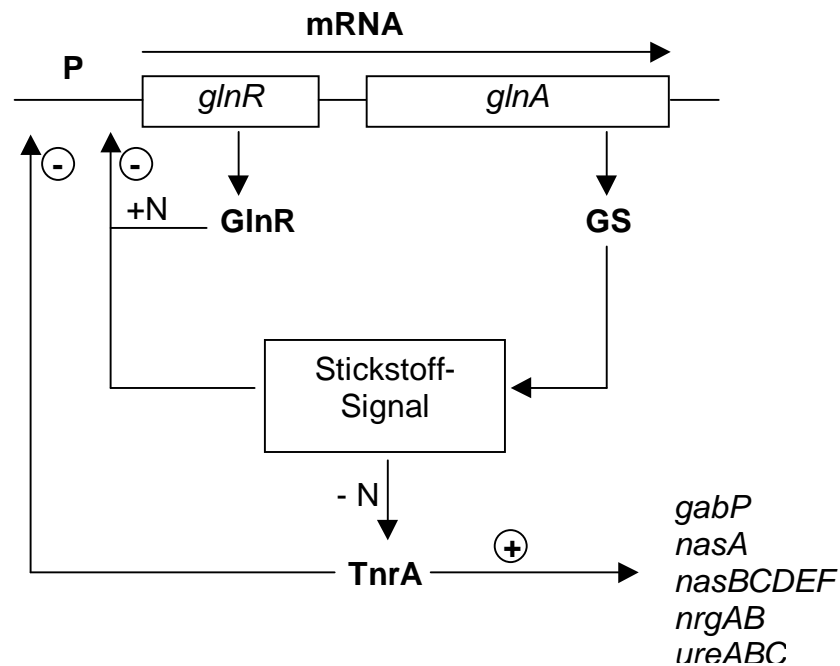 mRNA
P
glnR
glnA
-
-
+N
GlnR
GS
Stickstoff-
Signal
- N
TnrA
+
gabP
nasA
nasBCDEF
nrgAB
ureABC